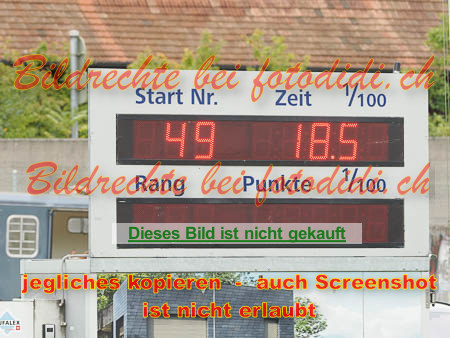 Bildrechte bei fotodidi.ch
Start Nr. Zeit 1/100
49 18.5
Bildrechte bei fotodidi.ch
Rang Punkte 1/100
Dieses Bild ist nicht gekauft
jegliches kopieren - auch Screenshot
ist nicht erlaubt